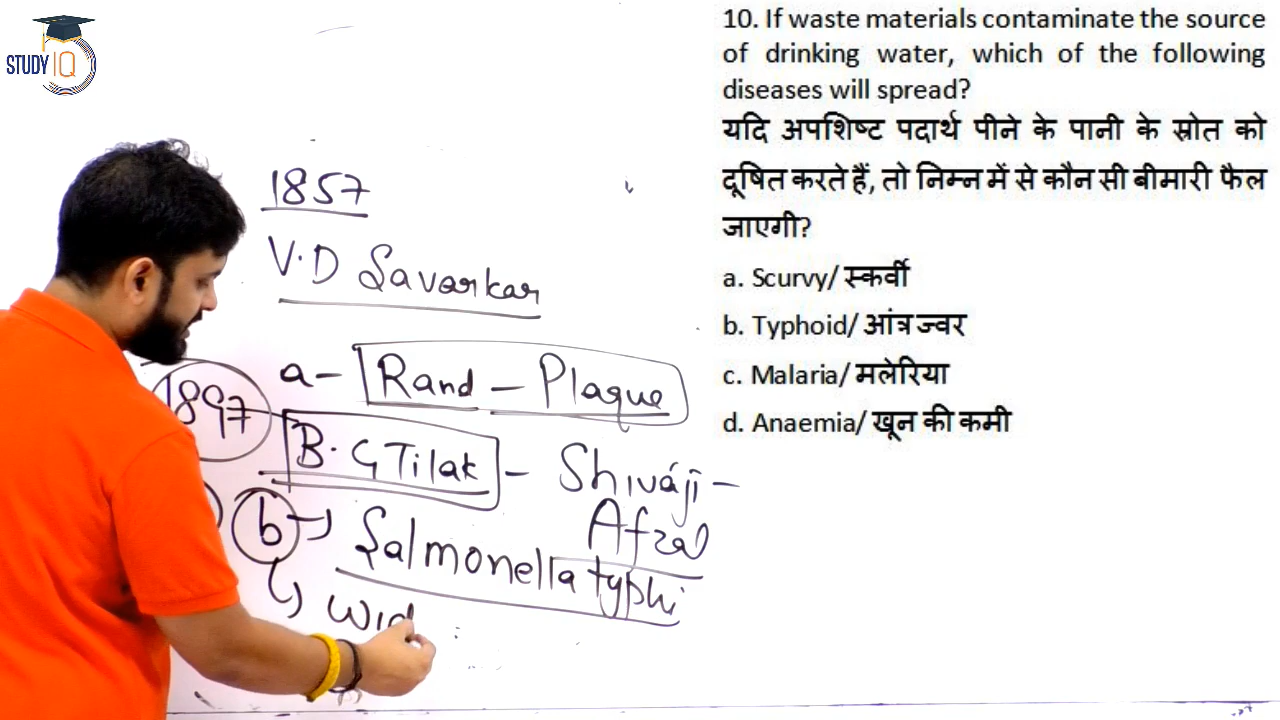 STUDY IQ
1857
V.D Savarkar
a- Rand - Plaque
1897
B.G Tilak - Shivaji -
Afzal
b → Salmonella typhi
wid
10. If waste materials contaminate the source
of drinking water, which of the following
diseases will spread?
यदि अपशिष्ट पदार्थ पीने के पानी के स्रोत को
दूषित करते हैं, तो निम्न में से कौन सी बीमारी फैल
जाएगी?
a. Scurvy/ स्कर्वी
b. Typhoid/ आंत्र ज्वर
c. Malaria/ मलेरिया
d. Anaemia/ खून की कमी